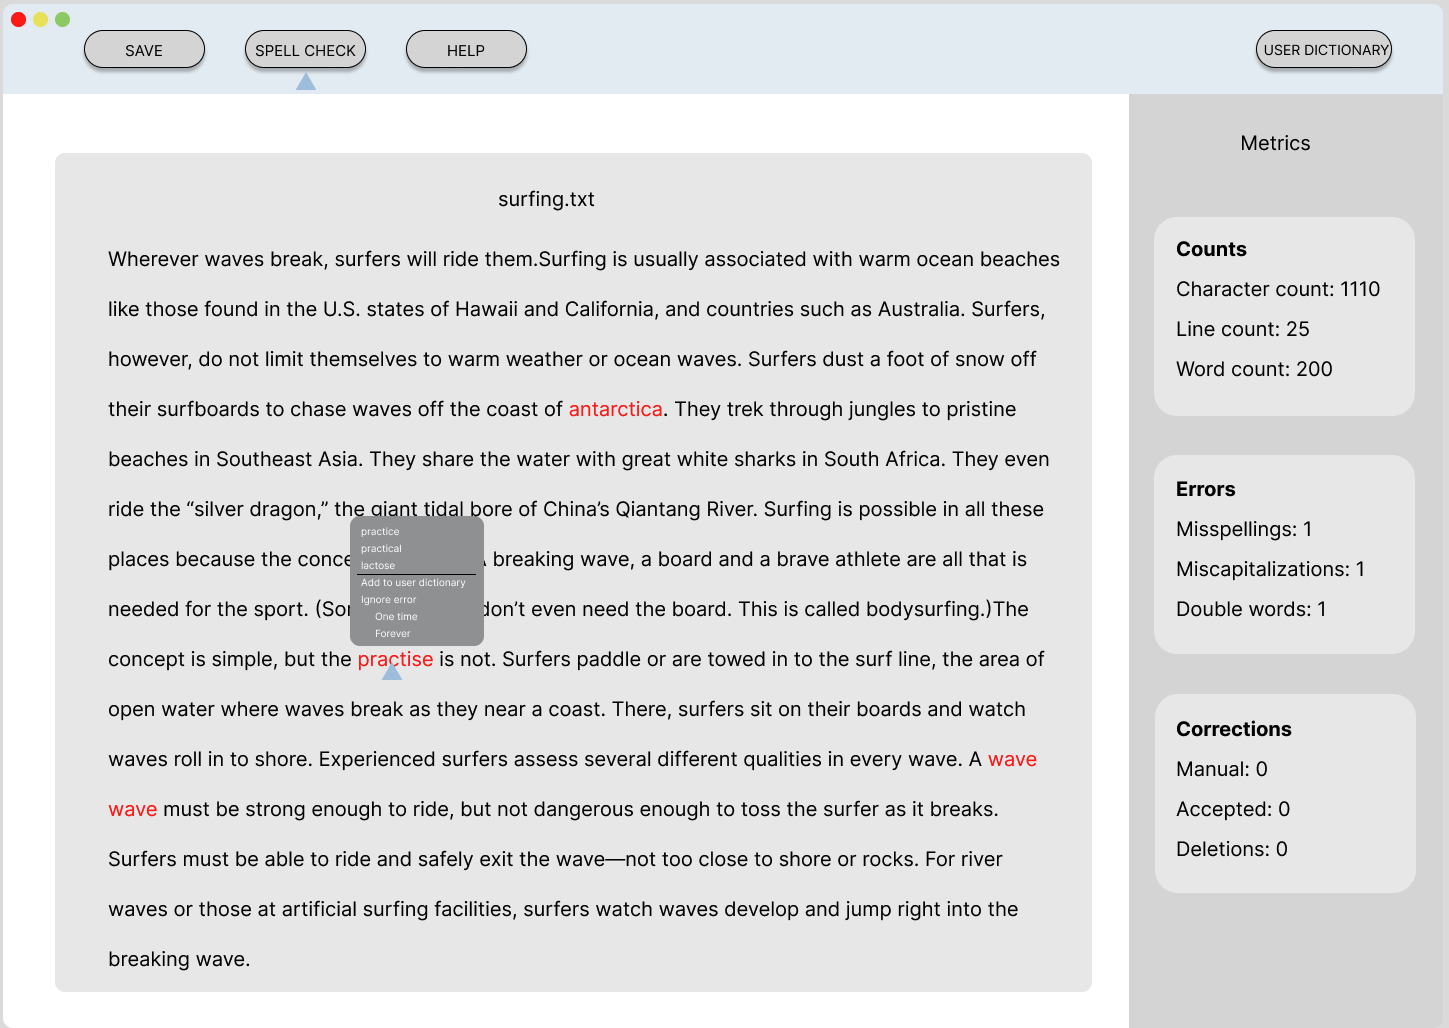 SAVE
SPELL CHECK
HELP
USER DICTIONARY
surfing.txt
Wherever waves break, surfers will ride them.Surfing is usually associated with warm ocean beaches
like those found in the U.S. states of Hawaii and California, and countries such as Australia. Surfers,
however, do not limit themselves to warm weather or ocean waves. Surfers dust a foot of snow off
their surfboards to chase waves off the coast of antarctica. They trek through jungles to pristine
beaches in Southeast Asia. They share the water with great white sharks in South Africa. They even
ride the “silver dragon,” the giant tidal bore of China’s Qiantang River. Surfing is possible in all these
places because the conce
breaking wave, a board and a brave athlete are all that is
needed for the sport. (So
don’t even need the board. This is called bodysurfing.)The
practice
practical
lactose
Add to user dictionary
Ignore error
One time
Forever
concept is simple, but the practise is not. Surfers paddle or are towed in to the surf line, the area of
open water where waves break as they near a coast. There, surfers sit on their boards and watch
waves roll in to shore. Experienced surfers assess several different qualities in every wave. A wave
wave must be strong enough to ride, but not dangerous enough to toss the surfer as it breaks.
Surfers must be able to ride and safely exit the wave—not too close to shore or rocks. For river
waves or those at artificial surfing facilities, surfers watch waves develop and jump right into the
breaking wave.
Metrics
Counts
Character count: 1110
Line count: 25
Word count: 200
Errors
Misspellings: 1
Miscapitalizations: 1
Double words: 1
Corrections
Manual: 0
Accepted: 0
Deletions: 0